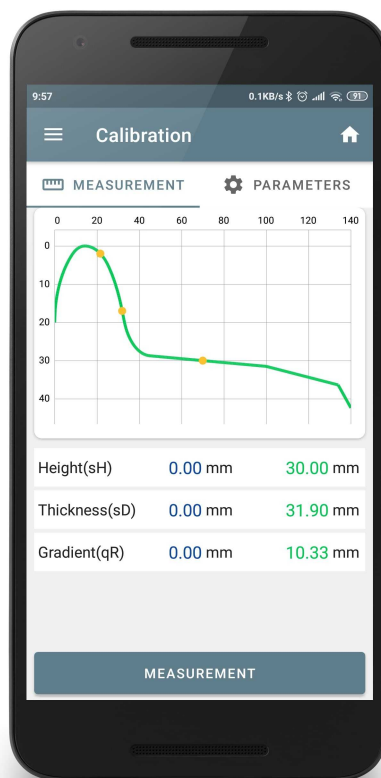 9:57 0.1KB/s 91
Calibration
MEASUREMENT PARAMETERS
0 20 40 60 80 100 120 140
0
10
20
30
40
Height(sH) 0.00 mm 30.00 mm
Thickness(sD) 0.00 mm 31.90 mm
Gradient(qR) 0.00 mm 10.33 mm
MEASUREMENT